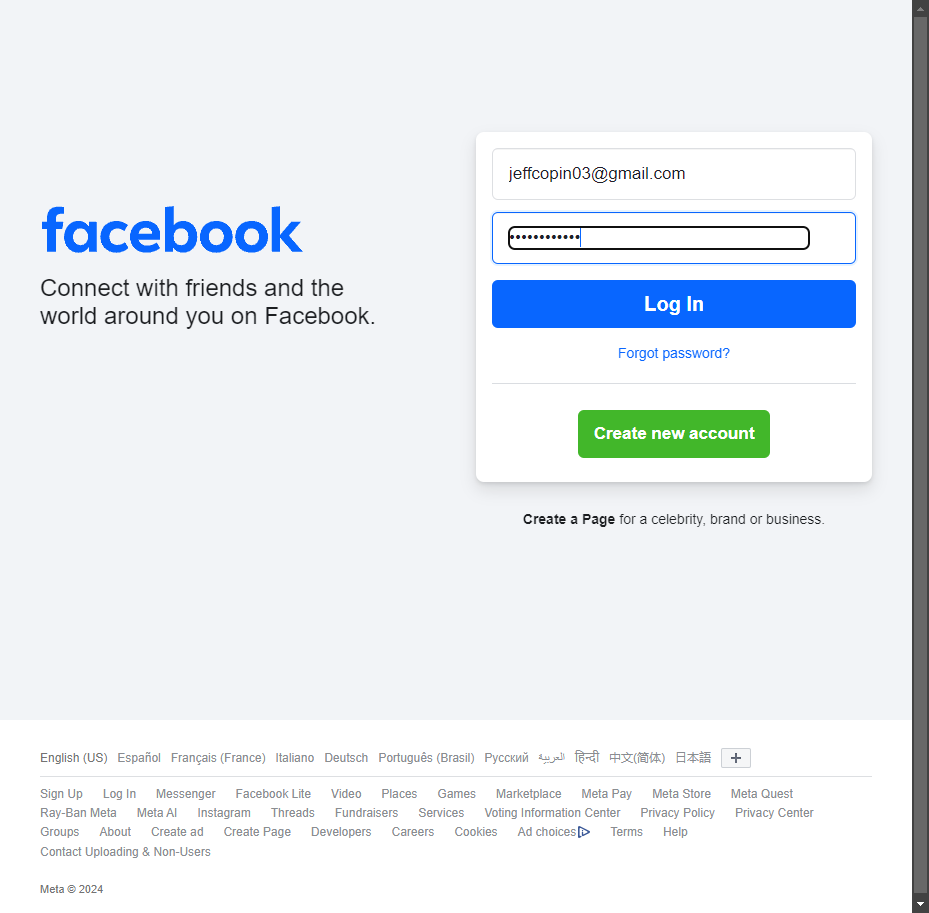 facebook
Connect with friends and the
world around you on Facebook.
jeffcopin03@gmail.com
••••••••••••
Log In
Forgot password?
Create new account
Create a Page for a celebrity, brand or business.
English (US) Español Français (France) Italiano Deutsch Português (Brasil) Русский العربية हिन्दी 中文(简体) 日本語 +
Sign Up Log In Messenger Facebook Lite Video Places Games Marketplace Meta Pay Meta Store Meta Quest
Ray-Ban Meta Meta AI Instagram Threads Fundraisers Services Voting Information Center Privacy Policy Privacy Center
Groups About Create ad Create Page Developers Careers Cookies Ad choices Terms Help
Contact Uploading & Non-Users
Meta © 2024